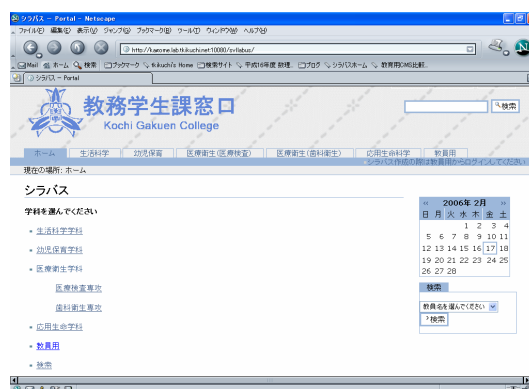 シラバス - Portal - Netscape
ファイル(F) 編集(E) 表示(V) ジャンプ(G) ブックマーク(B) ツール(T) ウィンドウ(W) ヘルプ(H)
http://kamome.lab.tkikuchi.net:10080/syllabus/
検索
メール ホーム 検索 ブックマーク tkikuchi's Home 検索サイト 平成16年度 数理.. ブログ シラバスホーム 教育用CMS比較..
シラバス - Portal
教務学生課窓口
Kochi Gakuen College
検索
ホーム 生活科学 幼児保育 医療衛生(医療検査) 医療衛生(歯科衛生) 応用生命科学 教員用
シラバス作成の際は教員用からログインしてください
現在の場所: ホーム
シラバス
学科を選んでください
生活科学学科
幼児保育学科
医療衛生学科
医療検査専攻
歯科衛生専攻
応用生命学科
教員用
検索
« 2006年 2月 »
日 月 火 水 木 金 土
1 2 3 4
5 6 7 8 9 10 11
12 13 14 15 16 17 18
19 20 21 22 23 24 25
26 27 28
検索
教員名を選んでください
検索